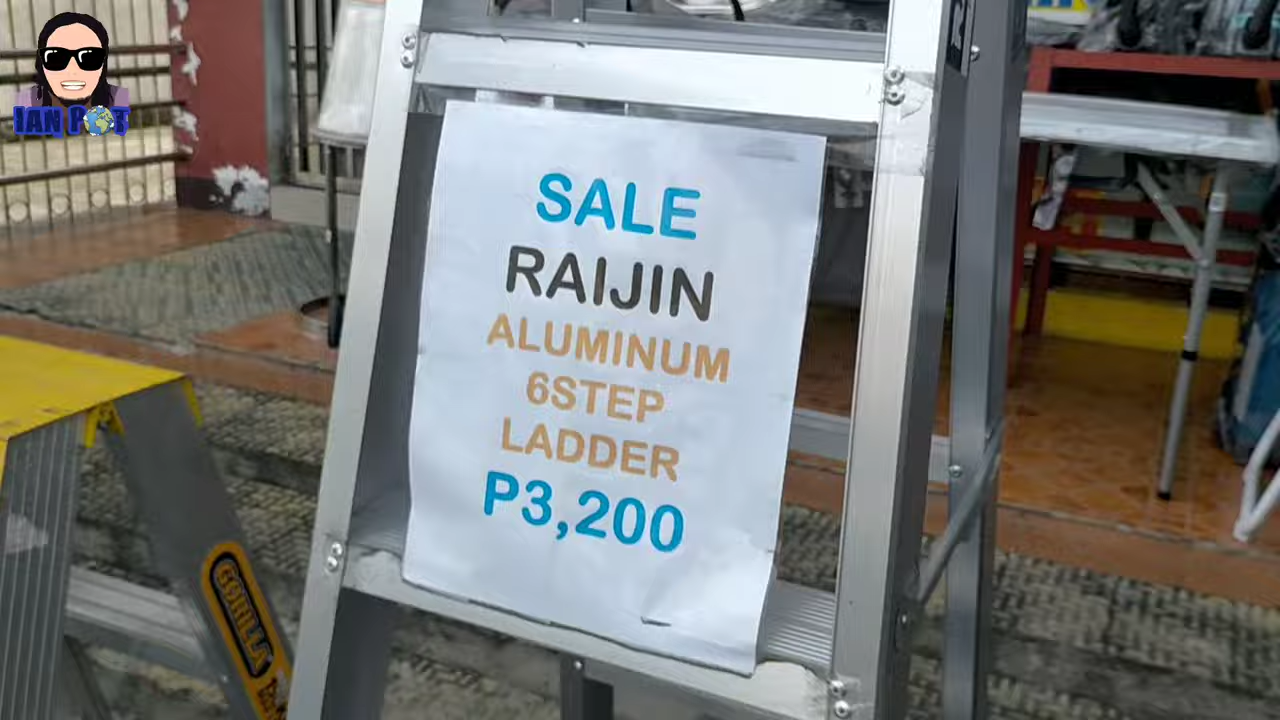 IAN POT
SALE
RAIJIN
ALUMINUM
6STEP
LADDER
P3,200
GORILLA